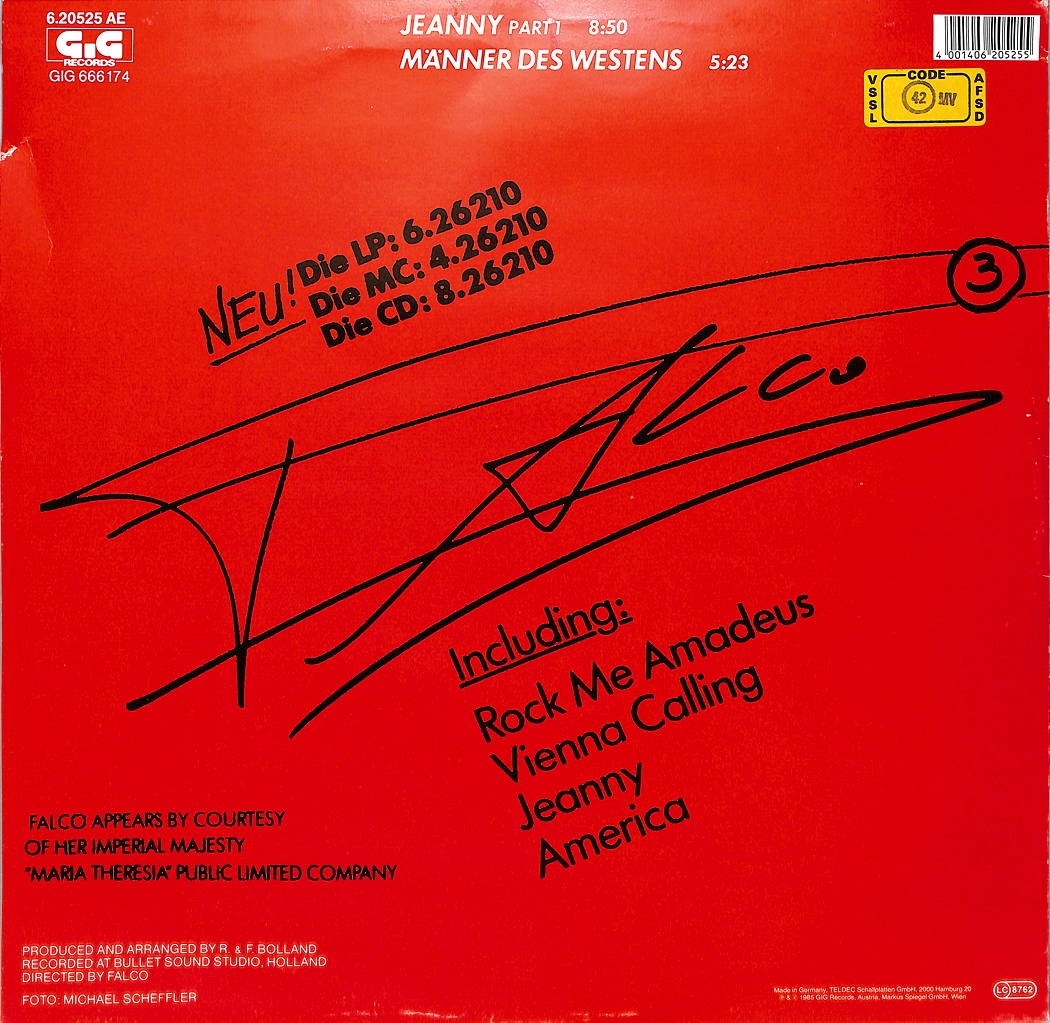 6.20525 AE
GiG
RECORDS
GIG 666174
JEANNY PART 1 8:50
MÄNNER DES WESTENS 5:23
4 001406 205255
VSSL
CODE
42 MV
AFSD
NEU!
Die LP: 6.26210
Die MC: 4.26210
Die CD: 8.26210
3
FALCO
Including:
Rock Me Amadeus
Vienna Calling
Jeanny
America
FALCO APPEARS BY COURTESY
OF HER IMPERIAL MAJESTY
"MARIA THERESIA" PUBLIC LIMITED COMPANY
PRODUCED AND ARRANGED BY R. & F. BOLLAND
RECORDED AT BULLET SOUND STUDIO, HOLLAND
DIRECTED BY FALCO
FOTO: MICHAEL SCHEFFLER
Made in Germany, TELDEC Schallplatten GmbH, 2000 Hamburg 20
℗ & © 1985 GIG Records, Austria, Markus Spiegel GmbH, Wien
LC 8762